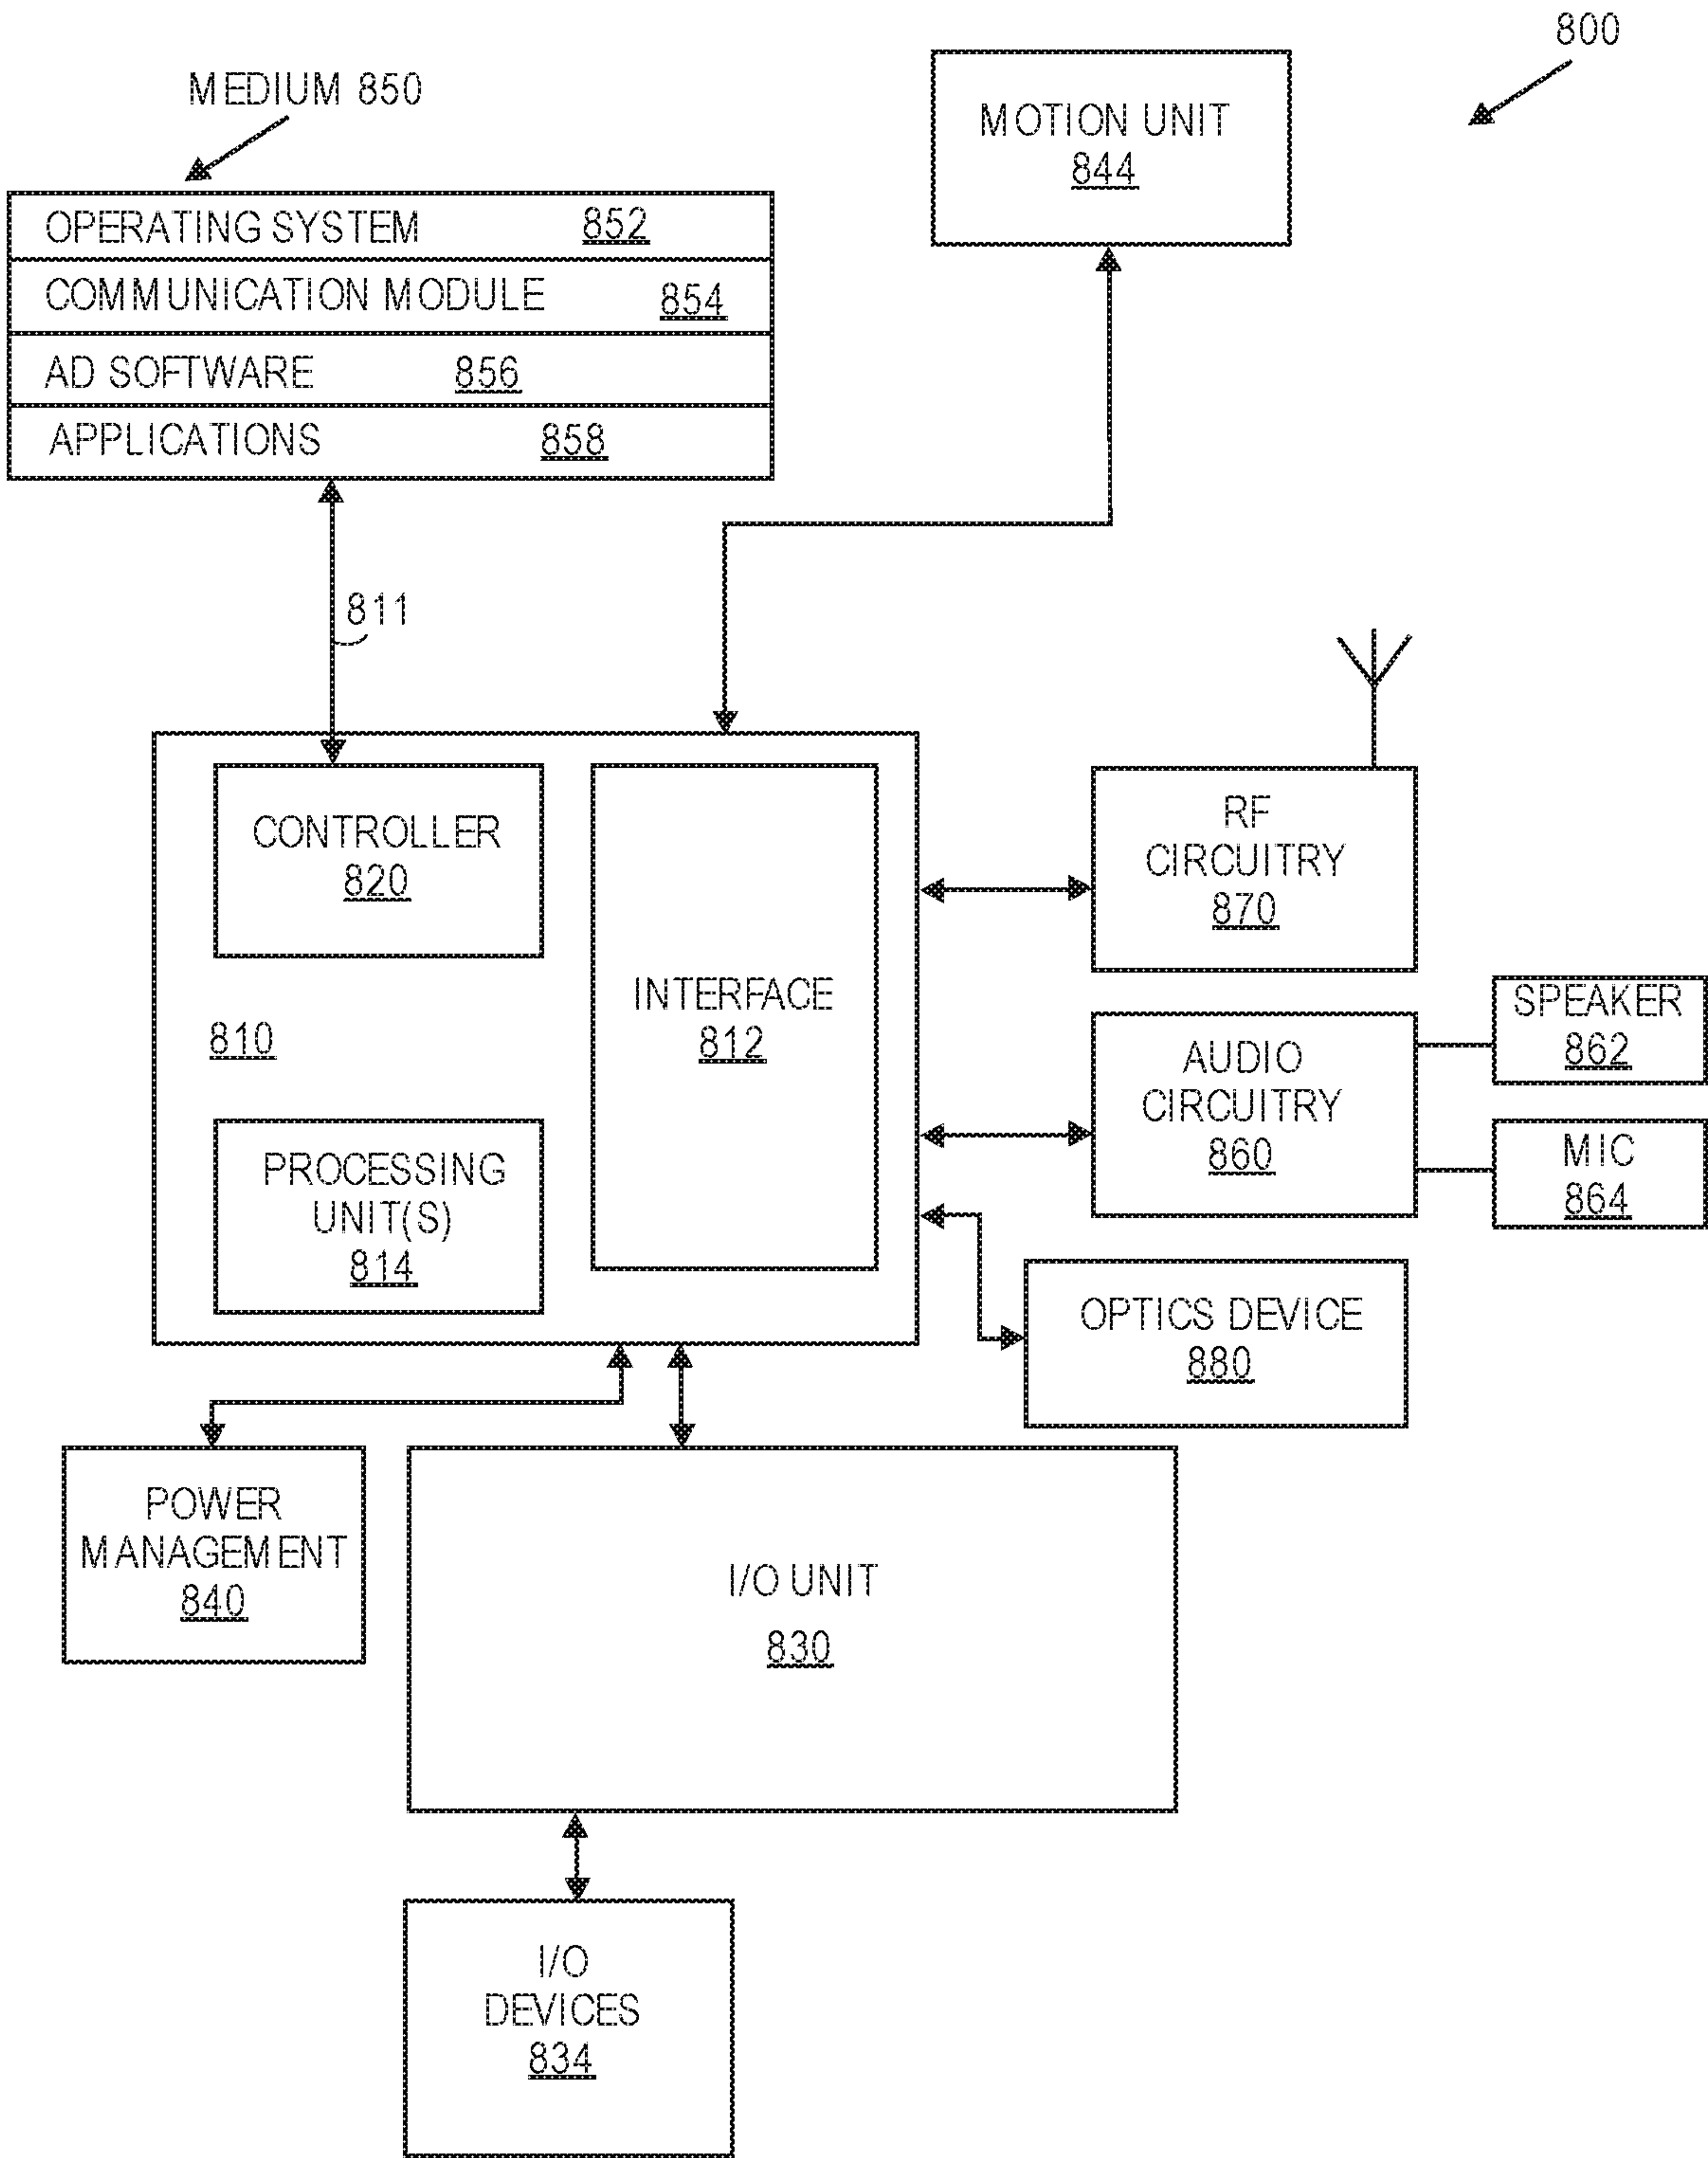 800
MEDIUM 850
MOTION UNIT
844
OPERATING SYSTEM 852
COMMUNICATION MODULE 854
AD SOFTWARE 856
APPLICATIONS 858
811
CONTROLLER
820
INTERFACE
812
810
PROCESSING
UNIT(S)
814
RF
CIRCUITRY
870
AUDIO
CIRCUITRY
860
SPEAKER
862
MIC
864
OPTICS DEVICE
880
POWER
MANAGEMENT
840
I/O UNIT
830
I/O
DEVICES
834